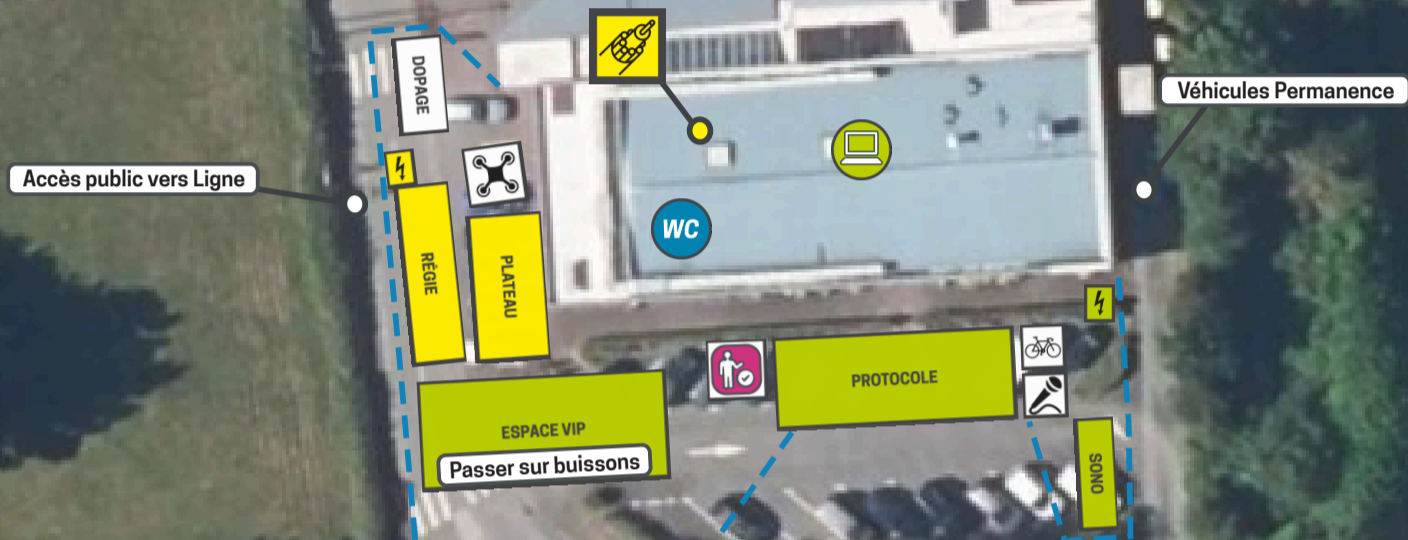 DOPAGE
Véhicules Permanence
Accès public vers Ligne
WC
RÉGIE
PLATEAU
PROTOCOLE
ESPACE VIP
Passer sur buissons
SONO